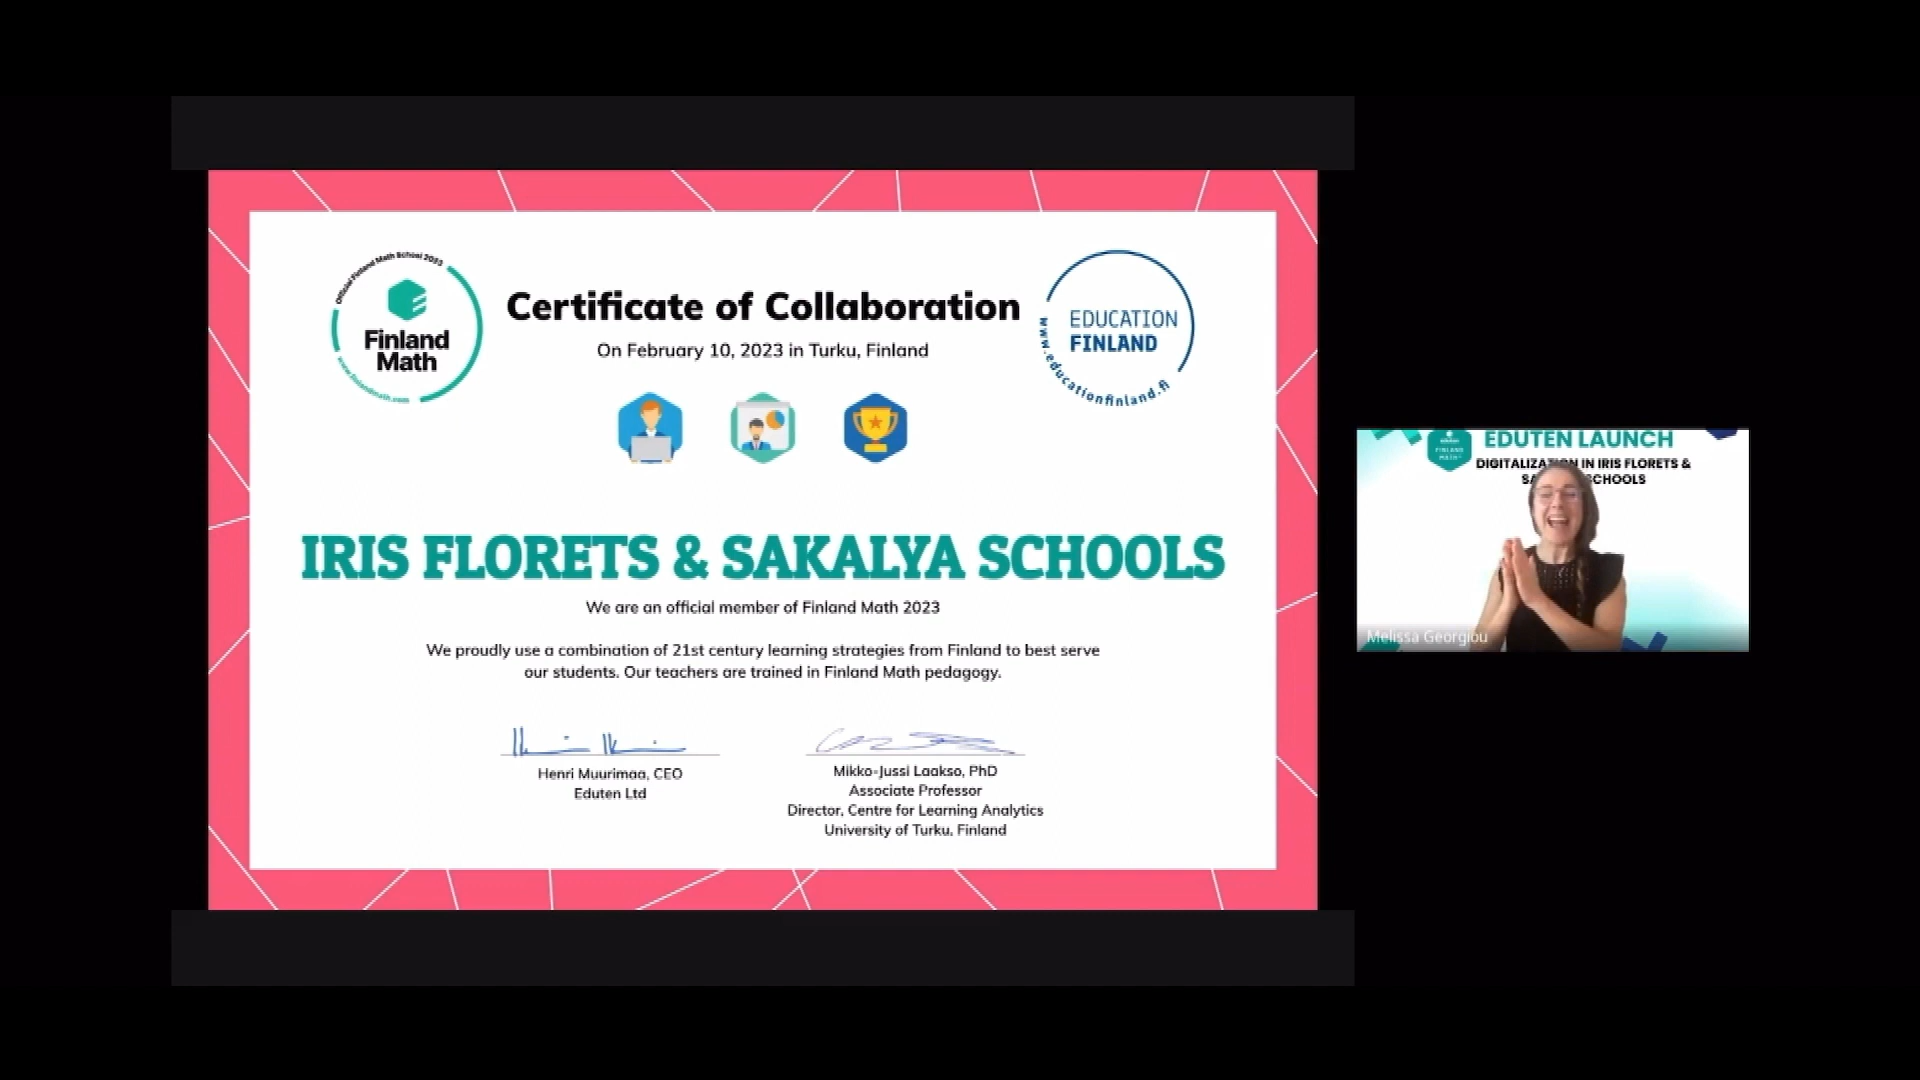 Official Finland Math School 2023
Finland
Math
www.finlandmath.com
Certificate of Collaboration
On February 10, 2023 in Turku, Finland
EDUCATION
FINLAND
www.educationfinland.fi
IRIS FLORETS & SAKALYA SCHOOLS
We are an official member of Finland Math 2023
We proudly use a combination of 21st century learning strategies from Finland to best serve
our students. Our teachers are trained in Finland Math pedagogy.
Henri Muurimaa, CEO
Eduten Ltd
Mikko-Jussi Laakso, PhD
Associate Professor
Director, Centre for Learning Analytics
University of Turku, Finland
EDUTEN LAUNCH
FINLAND
MATH
DIGITALIZATION IN IRIS FLORETS &
SCHOOLS
Melissa Georgiou